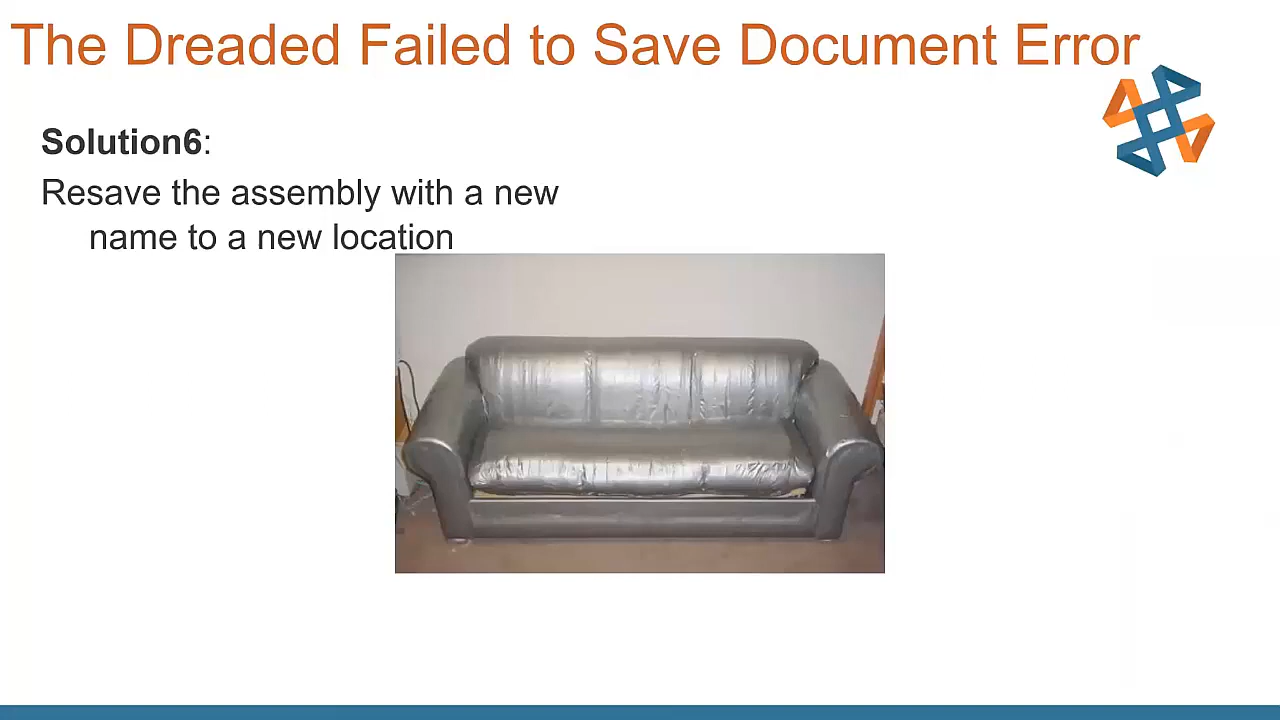 The Dreaded Failed to Save Document Error
Solution6:
Resave the assembly with a new
name to a new location